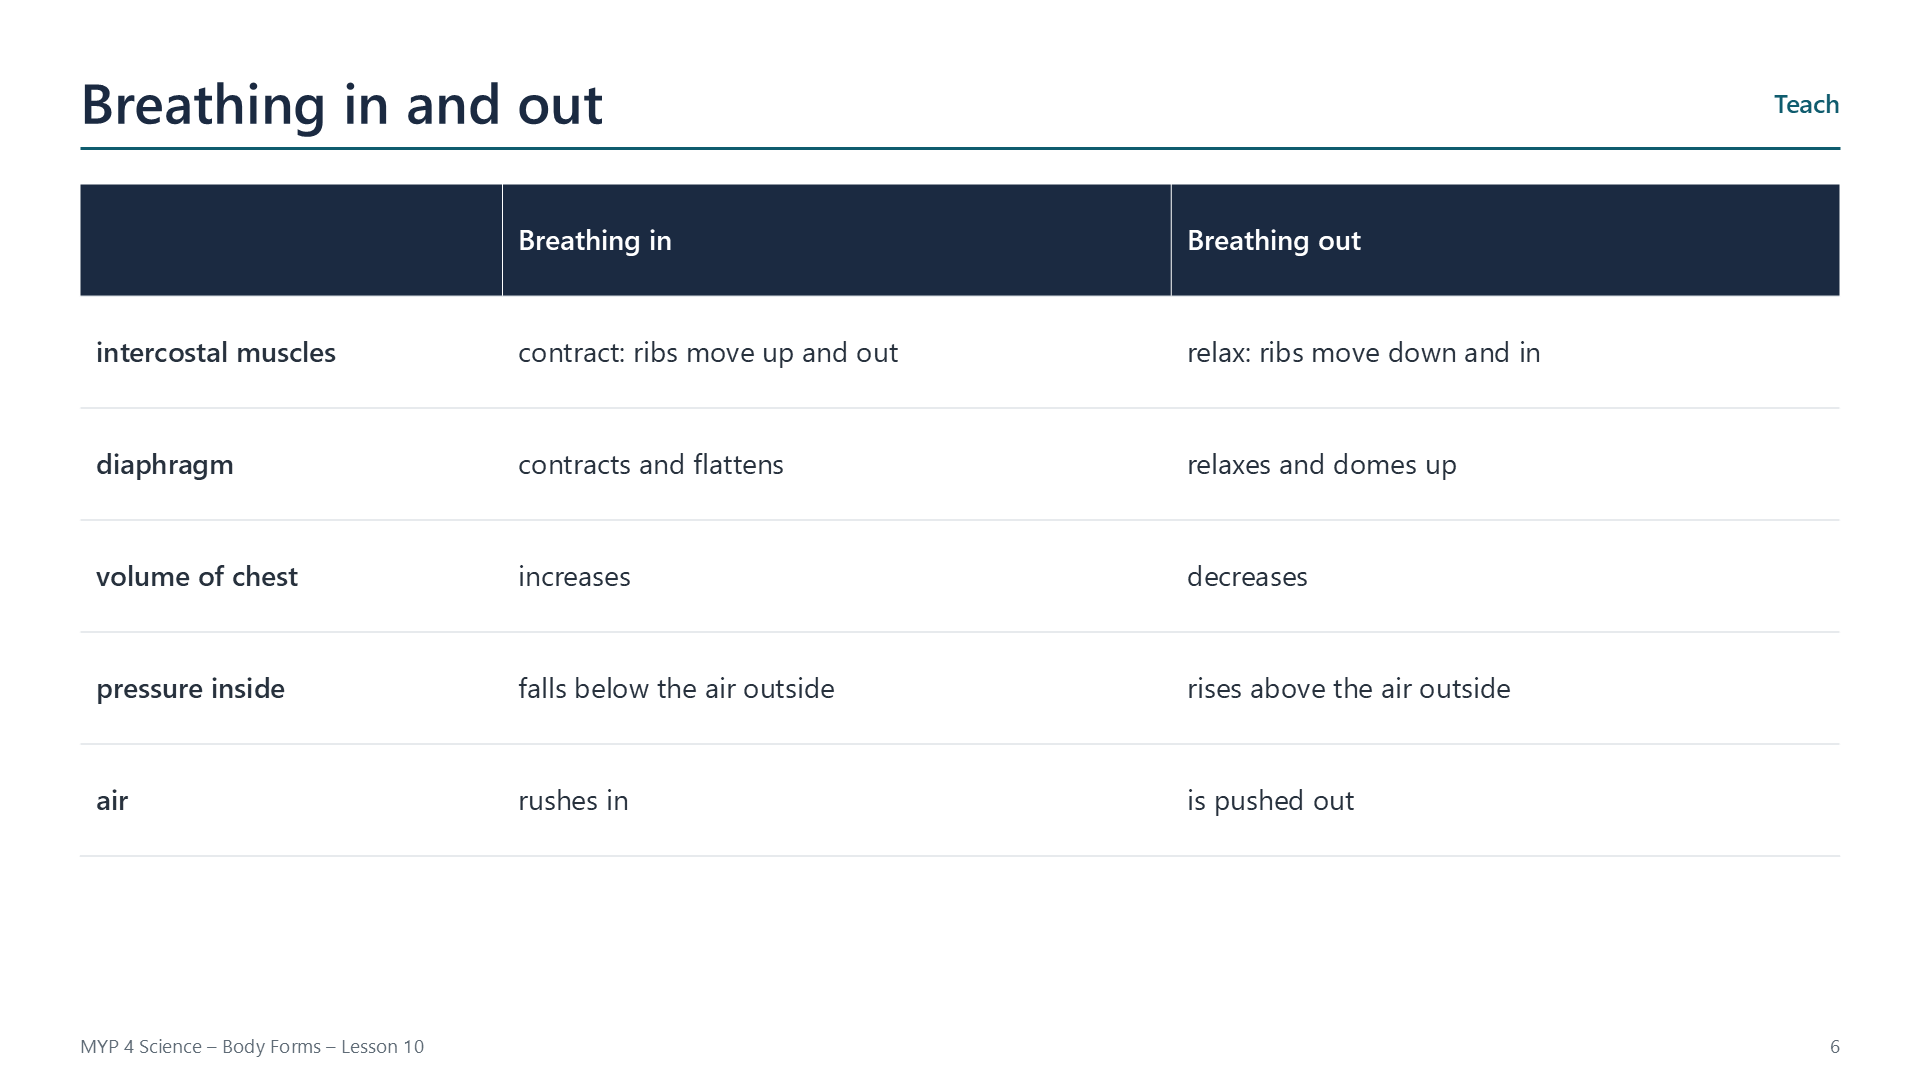 Breathing in and out
Teach
Breathing in Breathing out
intercostal muscles contract: ribs move up and out relax: ribs move down and in
diaphragm contracts and flattens relaxes and domes up
volume of chest increases decreases
pressure inside falls below the air outside rises above the air outside
air rushes in is pushed out
MYP 4 Science – Body Forms – Lesson 10 6